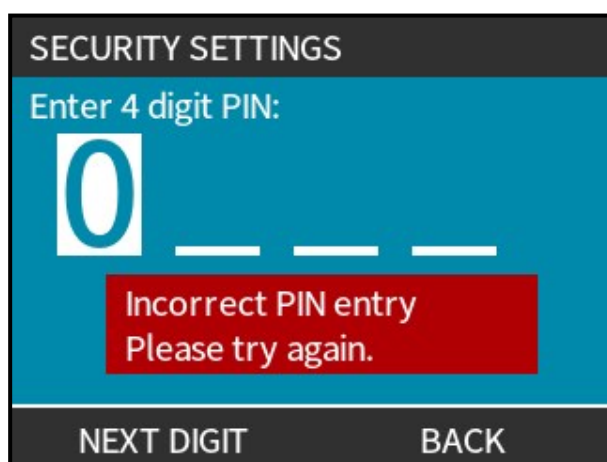 SECURITY SETTINGS
Enter 4 digit PIN:
0 _ _ _
Incorrect PIN entry
Please try again.
NEXT DIGIT BACK